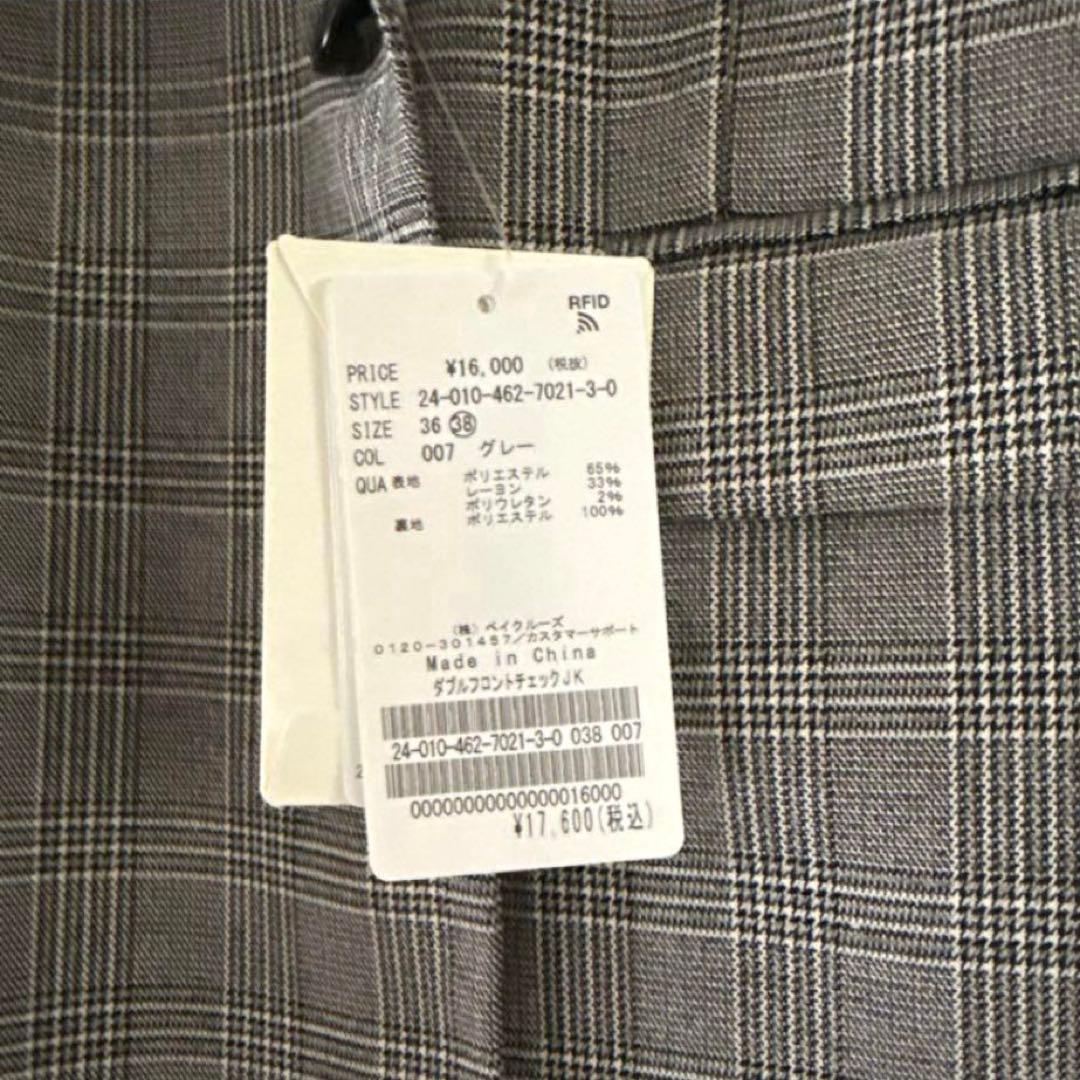 RFID
PRICE ¥16,000 (税抜)
STYLE 24-010-462-7021-3-0
SIZE 36 ㊳
COL 007 グレー
QUA 表地 ポリエステル 65%
レーヨン 33%
ポリウレタン 2%
裏地 ポリエステル 100%
(株) ベイクルーズ
0120-301457/カスタマーサポート
Made in China
ダブルフロントチェックJK
24-010-462-7021-3-0 038 007
00000000000000016000
¥17,600(税込)
2